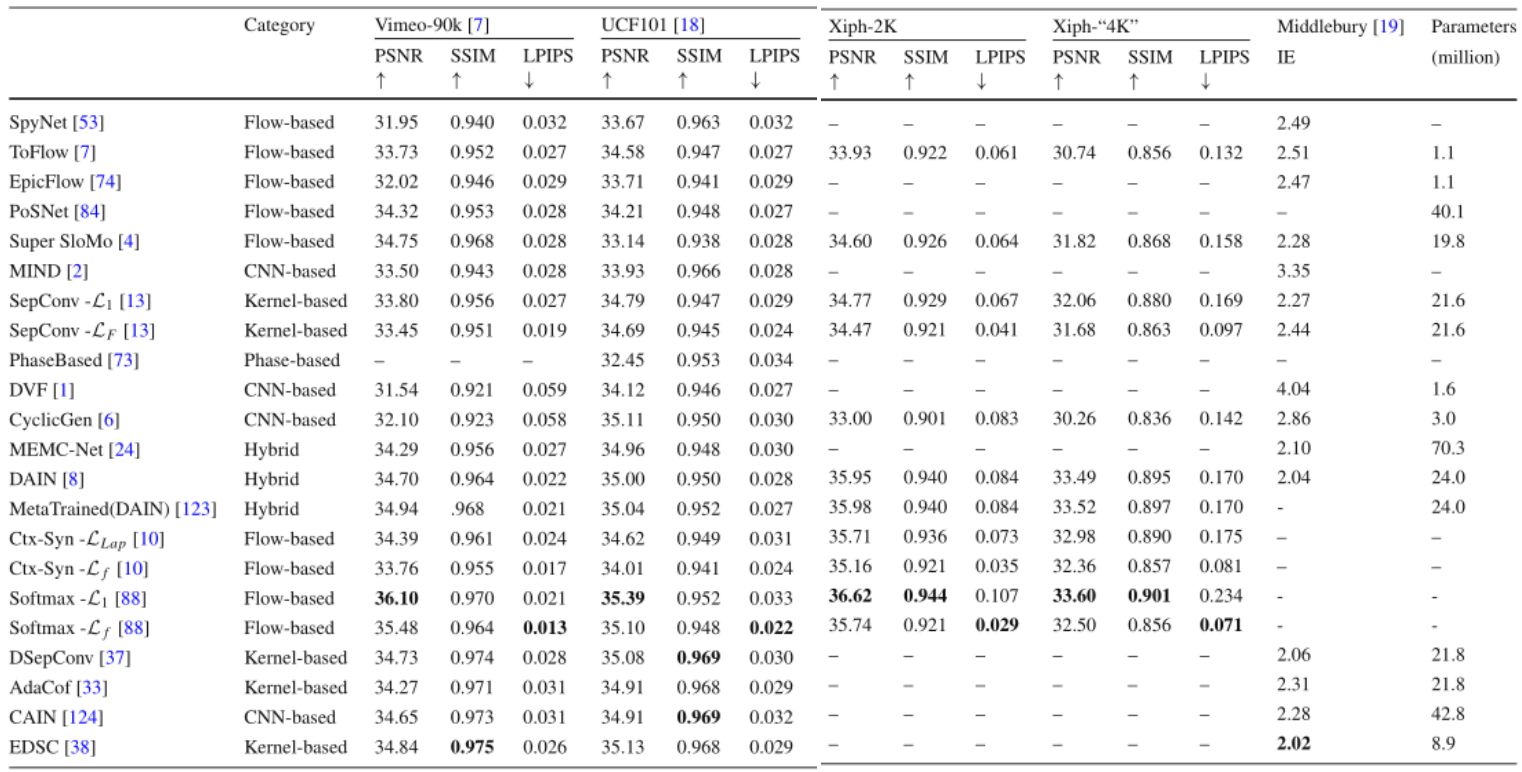 Category Vimeo-90k [7] UCF101 [18] Xiph-2K Xiph-“4K” Middlebury [19] Parameters
PSNR SSIM LPIPS PSNR SSIM LPIPS PSNR SSIM LPIPS PSNR SSIM LPIPS IE (million)
↑ ↑ ↓ ↑ ↑ ↓ ↑ ↑ ↓ ↑ ↑ ↓
SpyNet [53] Flow-based 31.95 0.940 0.032 33.67 0.963 0.032 – – – – – – 2.49 –
ToFlow [7] Flow-based 33.73 0.952 0.027 34.58 0.947 0.027 33.93 0.922 0.061 30.74 0.856 0.132 2.51 1.1
EpicFlow [74] Flow-based 32.02 0.946 0.029 33.71 0.941 0.029 – – – – – – 2.47 1.1
PoSNet [84] Flow-based 34.32 0.953 0.028 34.21 0.948 0.027 – – – – – – – 40.1
Super SloMo [4] Flow-based 34.75 0.968 0.028 33.14 0.938 0.028 34.60 0.926 0.064 31.82 0.868 0.158 2.28 19.8
MIND [2] CNN-based 33.50 0.943 0.028 33.93 0.966 0.028 – – – – – – 3.35 –
SepConv -ℒ1 [13] Kernel-based 33.80 0.956 0.027 34.79 0.947 0.029 34.77 0.929 0.067 32.06 0.880 0.169 2.27 21.6
SepConv -ℒF [13] Kernel-based 33.45 0.951 0.019 34.69 0.945 0.024 34.47 0.921 0.041 31.68 0.863 0.097 2.44 21.6
PhaseBased [73] Phase-based – – – 32.45 0.953 0.034 – – – – – – – –
DVF [1] CNN-based 31.54 0.921 0.059 34.12 0.946 0.027 – – – – – – 4.04 1.6
CyclicGen [6] CNN-based 32.10 0.923 0.058 35.11 0.950 0.030 33.00 0.901 0.083 30.26 0.836 0.142 2.86 3.0
MEMC-Net [24] Hybrid 34.29 0.956 0.027 34.96 0.948 0.030 – – – – – – 2.10 70.3
DAIN [8] Hybrid 34.70 0.964 0.022 35.00 0.950 0.028 35.95 0.940 0.084 33.49 0.895 0.170 2.04 24.0
MetaTrained(DAIN) [123] Hybrid 34.94 .968 0.021 35.04 0.952 0.027 35.98 0.940 0.084 33.52 0.897 0.170 - 24.0
Ctx-Syn -ℒLap [10] Flow-based 34.39 0.961 0.024 34.62 0.949 0.031 35.71 0.936 0.073 32.98 0.890 0.175 – –
Ctx-Syn -ℒf [10] Flow-based 33.76 0.955 0.017 34.01 0.941 0.024 35.16 0.921 0.035 32.36 0.857 0.081 – –
Softmax -ℒ1 [88] Flow-based 36.10 0.970 0.021 35.39 0.952 0.033 36.62 0.944 0.107 33.60 0.901 0.234 - -
Softmax -ℒf [88] Flow-based 35.48 0.964 0.013 35.10 0.948 0.022 35.74 0.921 0.029 32.50 0.856 0.071 - -
DSepConv [37] Kernel-based 34.73 0.974 0.028 35.08 0.969 0.030 – – – – – – 2.06 21.8
AdaCof [33] Kernel-based 34.27 0.971 0.031 34.91 0.968 0.029 – – – – – – 2.31 21.8
CAIN [124] CNN-based 34.65 0.973 0.031 34.91 0.969 0.032 – – – – – – 2.28 42.8
EDSC [38] Kernel-based 34.84 0.975 0.026 35.13 0.968 0.029 – – – – – – 2.02 8.9